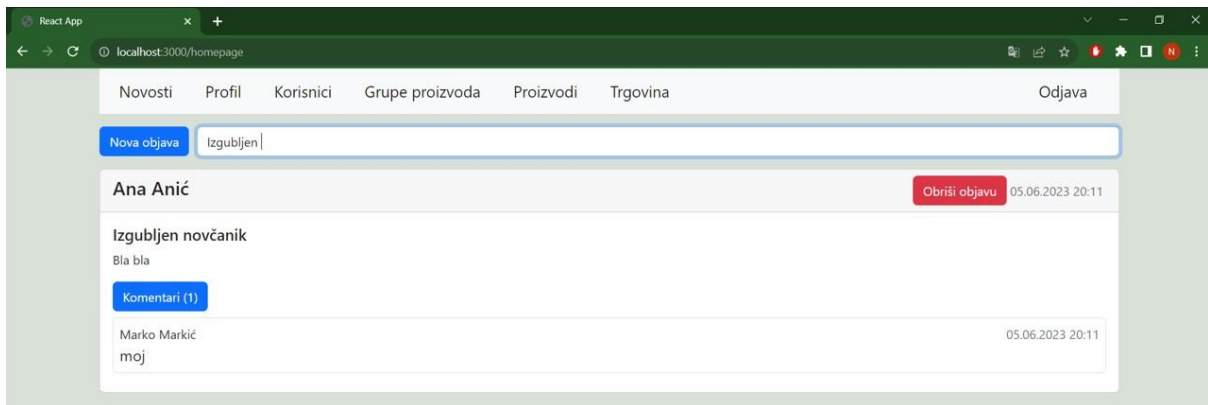 React App
localhost:3000/homepage
N
Novosti Profil Korisnici Grupe proizvoda Proizvodi Trgovina Odjava
Nova objava Izgubljen
Ana Anić Obriši objavu 05.06.2023 20:11
Izgubljen novčanik
Bla bla
Komentari (1)
Marko Markić 05.06.2023 20:11
moj